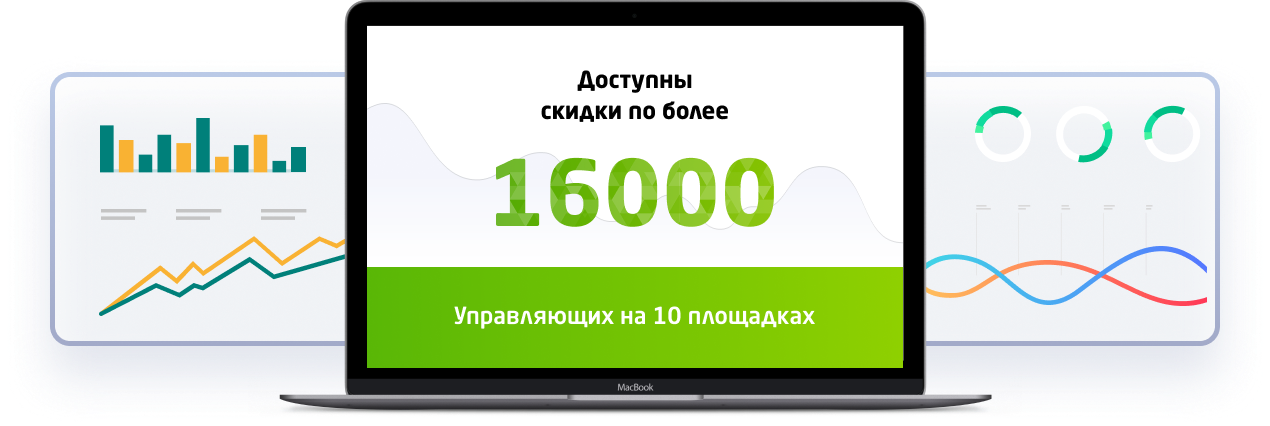 Доступны
скидки по более
16000
Управляющих на 10 площадках
MacBook